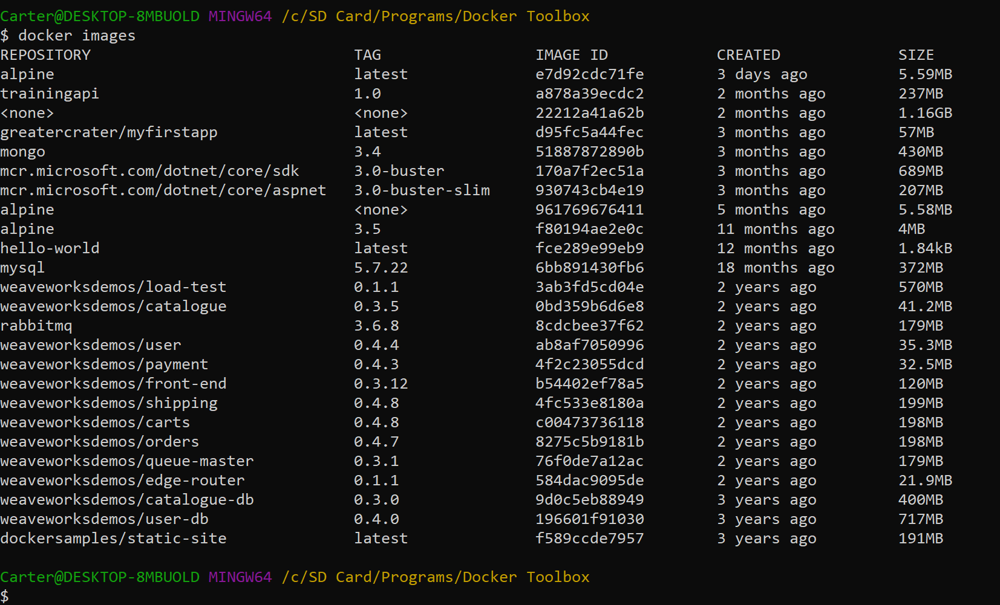 Carter@DESKTOP-8MBUOLD MINGW64 /c/SD Card/Programs/Docker Toolbox
$ docker images
REPOSITORY TAG IMAGE ID CREATED SIZE
alpine latest e7d92cdc71fe 3 days ago 5.59MB
trainingapi 1.0 a878a39ecdc2 2 months ago 237MB
<none> <none> 22212a41a62b 2 months ago 1.16GB
greatercrater/myfirstapp latest d95fc5a44fec 3 months ago 57MB
mongo 3.4 51887872890b 3 months ago 430MB
mcr.microsoft.com/dotnet/core/sdk 3.0-buster 170a7f2ec51a 3 months ago 689MB
mcr.microsoft.com/dotnet/core/aspnet 3.0-buster-slim 930743cb4e19 3 months ago 207MB
alpine <none> 961769676411 5 months ago 5.58MB
alpine 3.5 f80194ae2e0c 11 months ago 4MB
hello-world latest fce289e99eb9 12 months ago 1.84kB
mysql 5.7.22 6bb891430fb6 18 months ago 372MB
weaveworksdemos/load-test 0.1.1 3ab3fd5cd04e 2 years ago 570MB
weaveworksdemos/catalogue 0.3.5 0bd359b6d6e8 2 years ago 41.2MB
rabbitmq 3.6.8 8cdcbee37f62 2 years ago 179MB
weaveworksdemos/user 0.4.4 ab8af7050996 2 years ago 35.3MB
weaveworksdemos/payment 0.4.3 4f2c23055dcd 2 years ago 32.5MB
weaveworksdemos/front-end 0.3.12 b54402ef78a5 2 years ago 120MB
weaveworksdemos/shipping 0.4.8 4fc533e8180a 2 years ago 199MB
weaveworksdemos/carts 0.4.8 c00473736118 2 years ago 198MB
weaveworksdemos/orders 0.4.7 8275c5b9181b 2 years ago 198MB
weaveworksdemos/queue-master 0.3.1 76f0de7a12ac 2 years ago 179MB
weaveworksdemos/edge-router 0.1.1 584dac9095de 2 years ago 21.9MB
weaveworksdemos/catalogue-db 0.3.0 9d0c5eb88949 3 years ago 400MB
weaveworksdemos/user-db 0.4.0 196601f91030 3 years ago 717MB
dockersamples/static-site latest f589ccde7957 3 years ago 191MB
Carter@DESKTOP-8MBUOLD MINGW64 /c/SD Card/Programs/Docker Toolbox
$